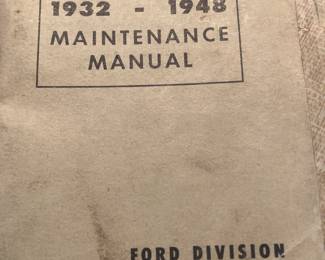 1932 - 1948
MAINTENANCE
MANUAL
FORD DIVISION